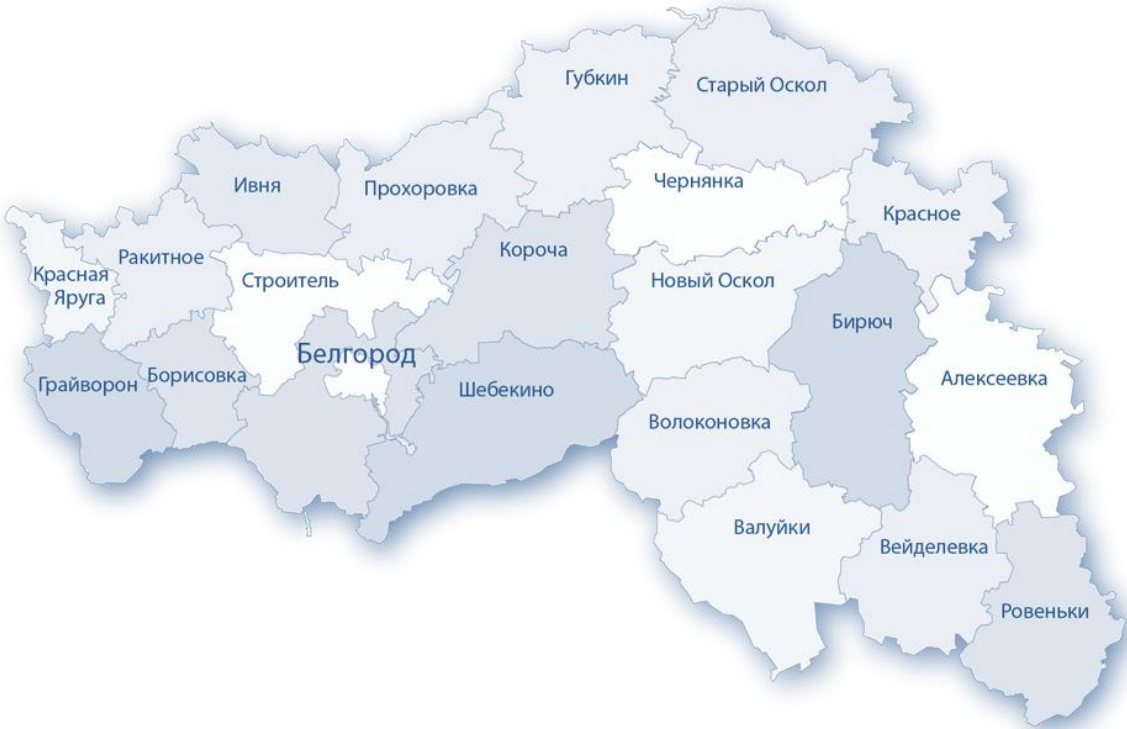 Губкин
Старый Оскол
Ивня
Прохоровка
Чернянка
Красное
Ракитное
Короча
Красная
Яруга
Строитель
Новый Оскол
Бирюч
Белгород
Грайворон
Борисовка
Шебекино
Алексеевка
Волоконовка
Валуйки
Вейделевка
Ровеньки